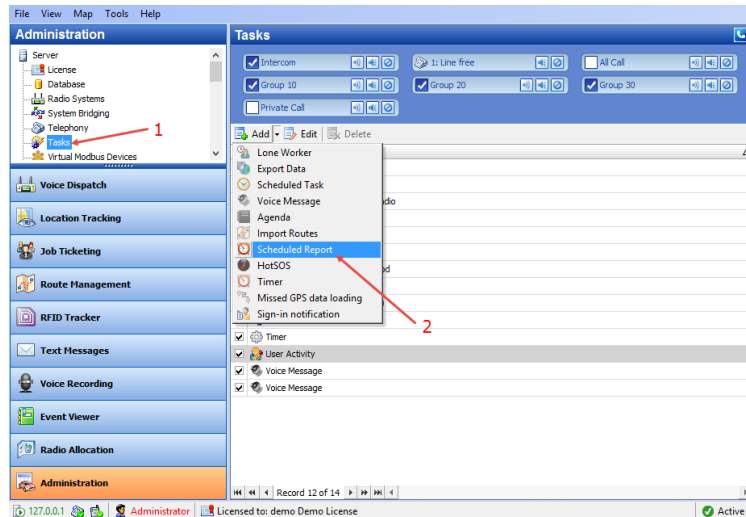 File View Map Tools Help
Administration
Server
License
Database
Radio Systems
System Bridging
Telephony
Tasks
Virtual Modbus Devices
1
Voice Dispatch
Location Tracking
Job Ticketing
Route Management
RFID Tracker
Text Messages
Voice Recording
Event Viewer
Radio Allocation
Administration
Tasks
Intercom
1: Line free
All Call
Group 10
Group 20
Group 30
Private Call
Add Edit Delete
Lone Worker
Export Data
Scheduled Task
Voice Message
Agenda
Import Routes
Scheduled Report
HotSOS
Timer
Missed GPS data loading
Sign-in notification
2
Timer
User Activity
Voice Message
Voice Message
Record 12 of 14
127.0.0.1 Administrator Licensed to: demo Demo License Active